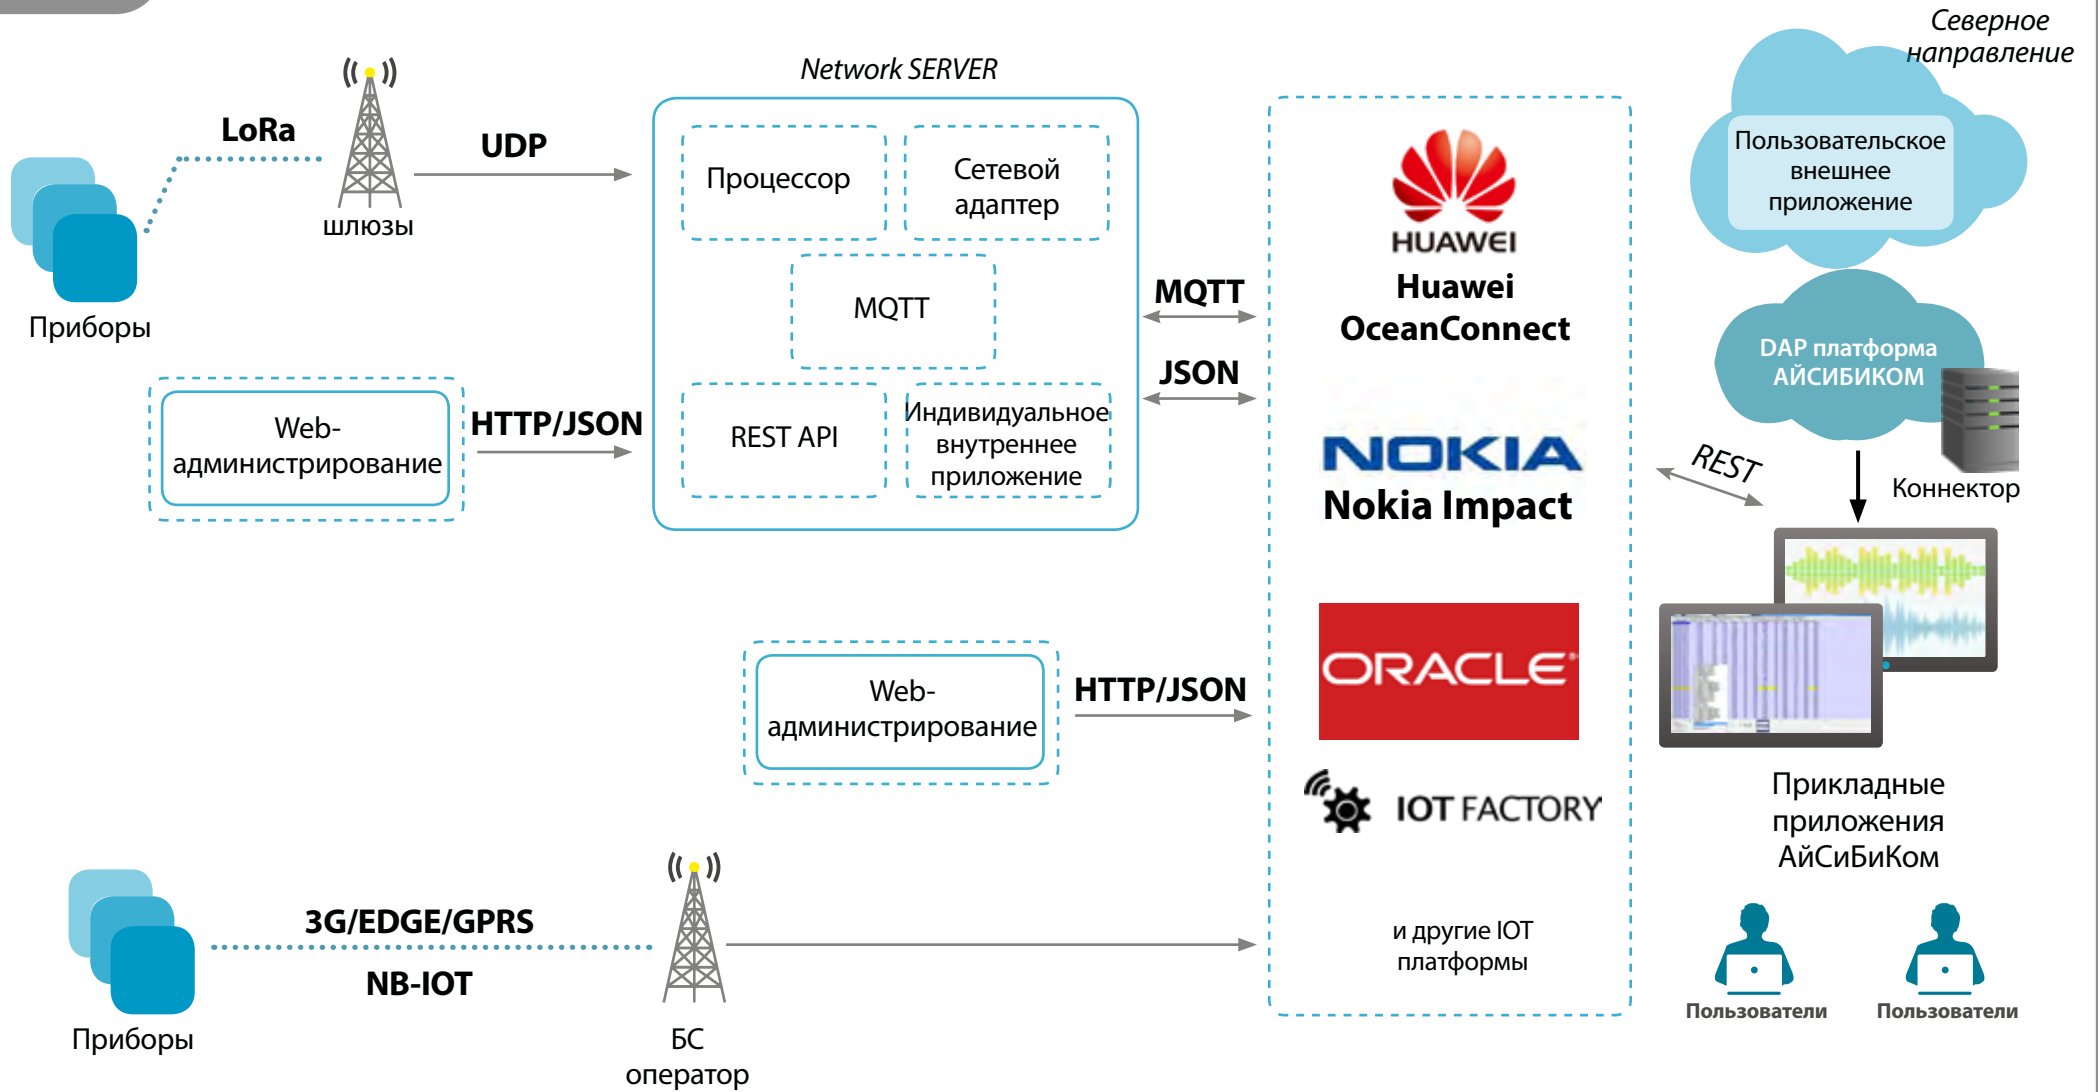 Северное
направление
Network SERVER
LoRa
UDP
шлюзы
Приборы
Процессор
Сетевой
адаптер
MQTT
REST API
Индивидуальное
внутреннее
приложение
Web-
администрирование
HTTP/JSON
MQTT
JSON
HUAWEI
Huawei
OceanConnect
NOKIA
Nokia Impact
ORACLE
IOT FACTORY
и другие IOT
платформы
Пользовательское
внешнее
приложение
DAP платформа
АЙСИБИКОМ
REST
Коннектор
Web-
администрирование
HTTP/JSON
Прикладные
приложения
АйСиБиКом
3G/EDGE/GPRS
NB-IOT
Приборы
БС
оператор
Пользователи
Пользователи